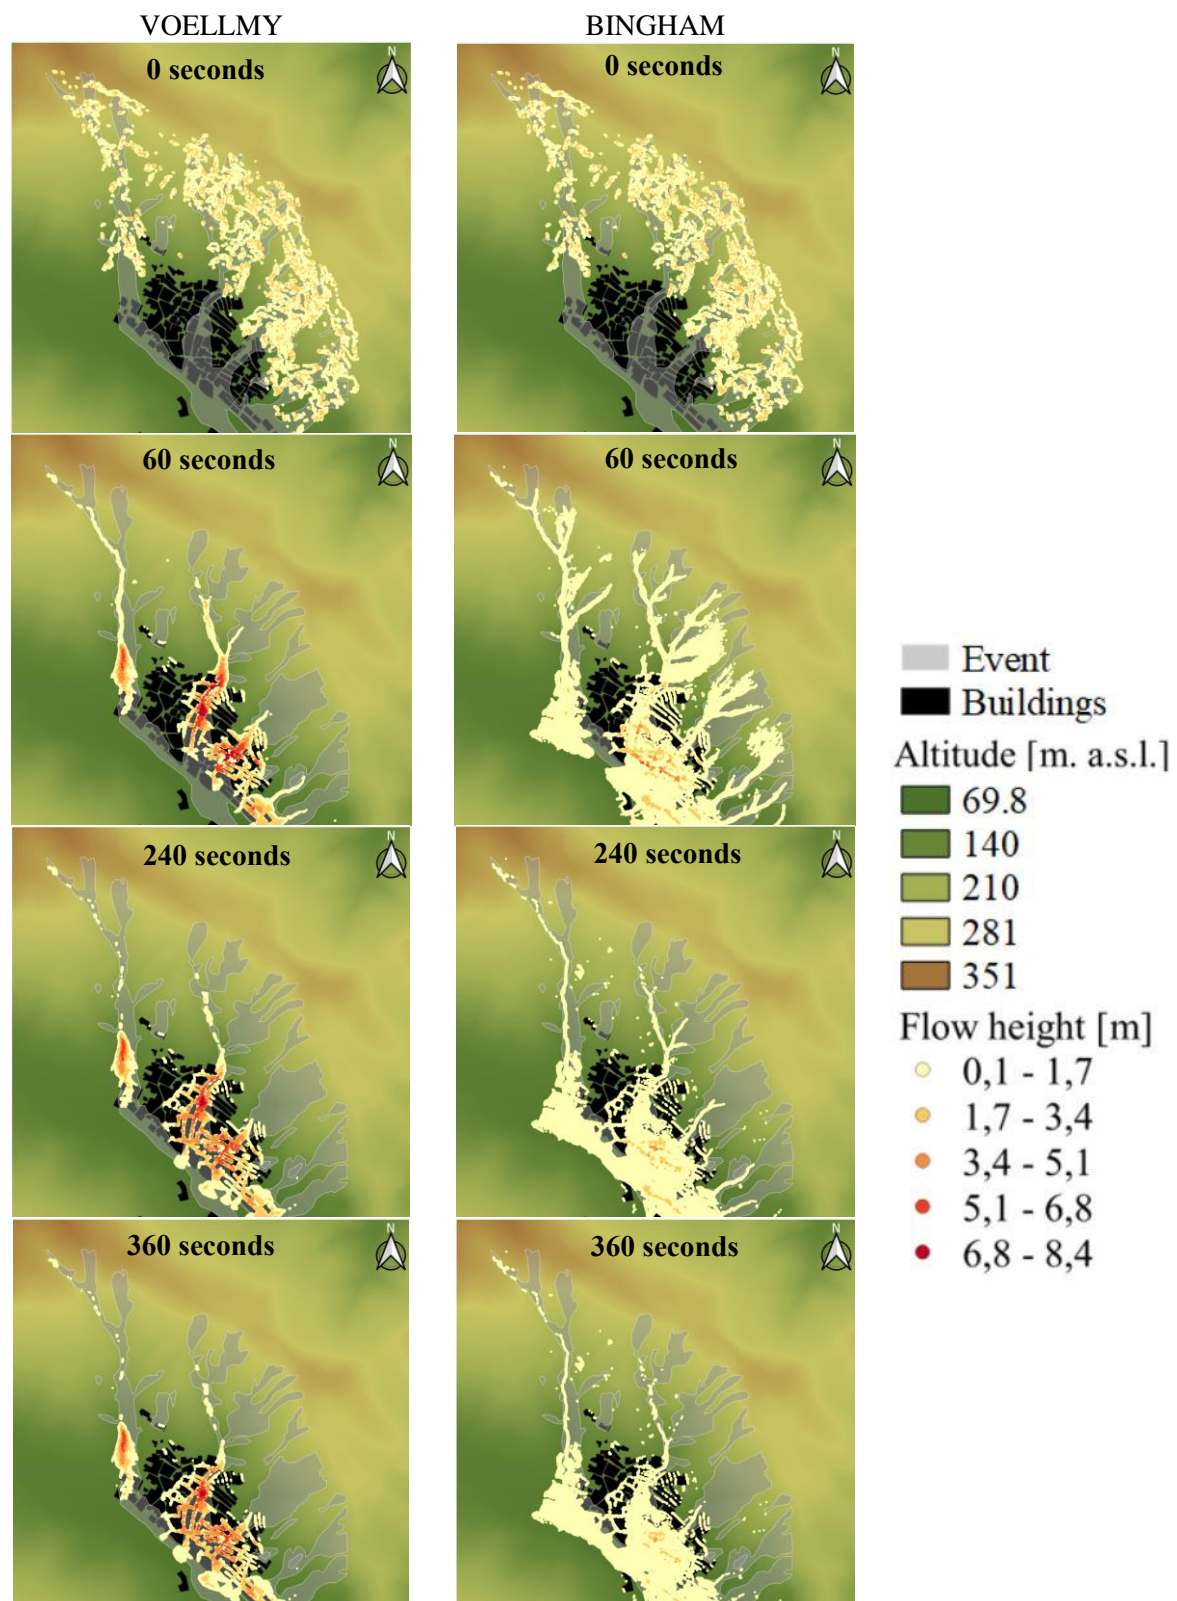 VOELLMY
BINGHAM
0 seconds
N
0 seconds
N
60 seconds
N
60 seconds
N
240 seconds
N
240 seconds
N
360 seconds
N
360 seconds
N
Event
Buildings
Altitude [m. a.s.l.]
69.8
140
210
281
351
Flow height [m]
0,1 - 1,7
1,7 - 3,4
3,4 - 5,1
5,1 - 6,8
6,8 - 8,4